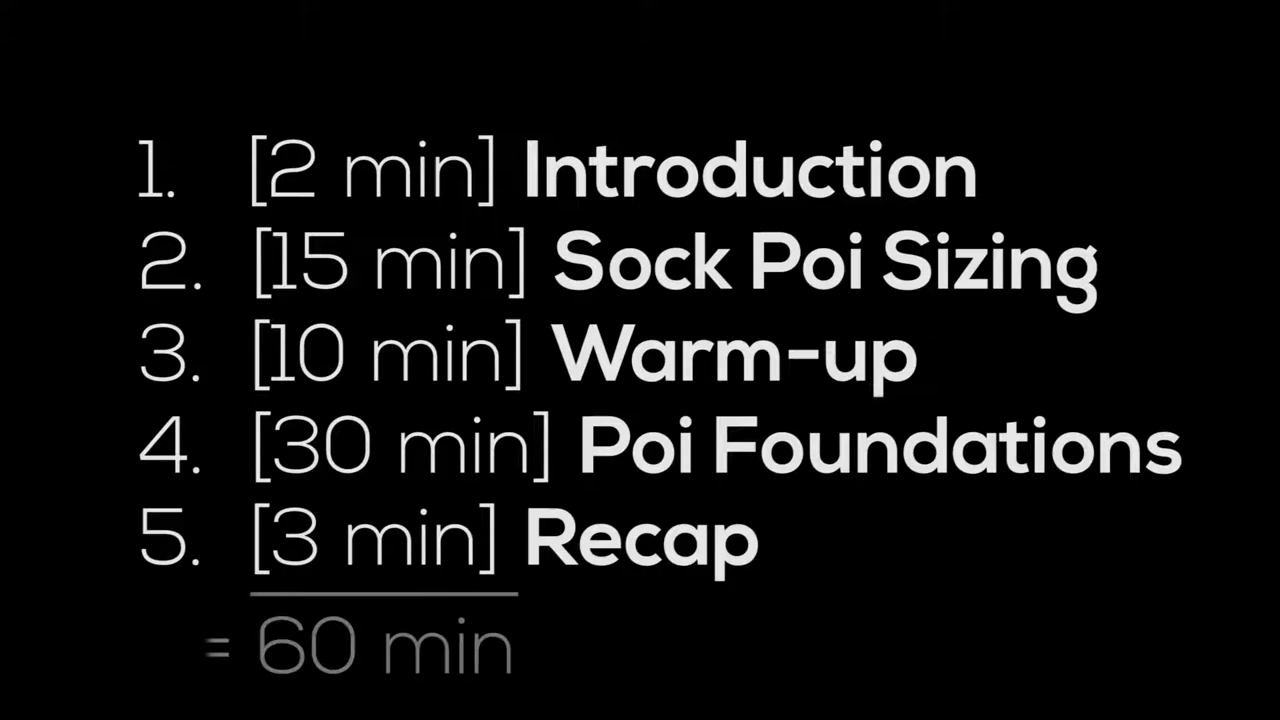 1. [2 min] Introduction
2. [15 min] Sock Poi Sizing
3. [10 min] Warm-up
4. [30 min] Poi Foundations
5. [3 min] Recap
= 60 min